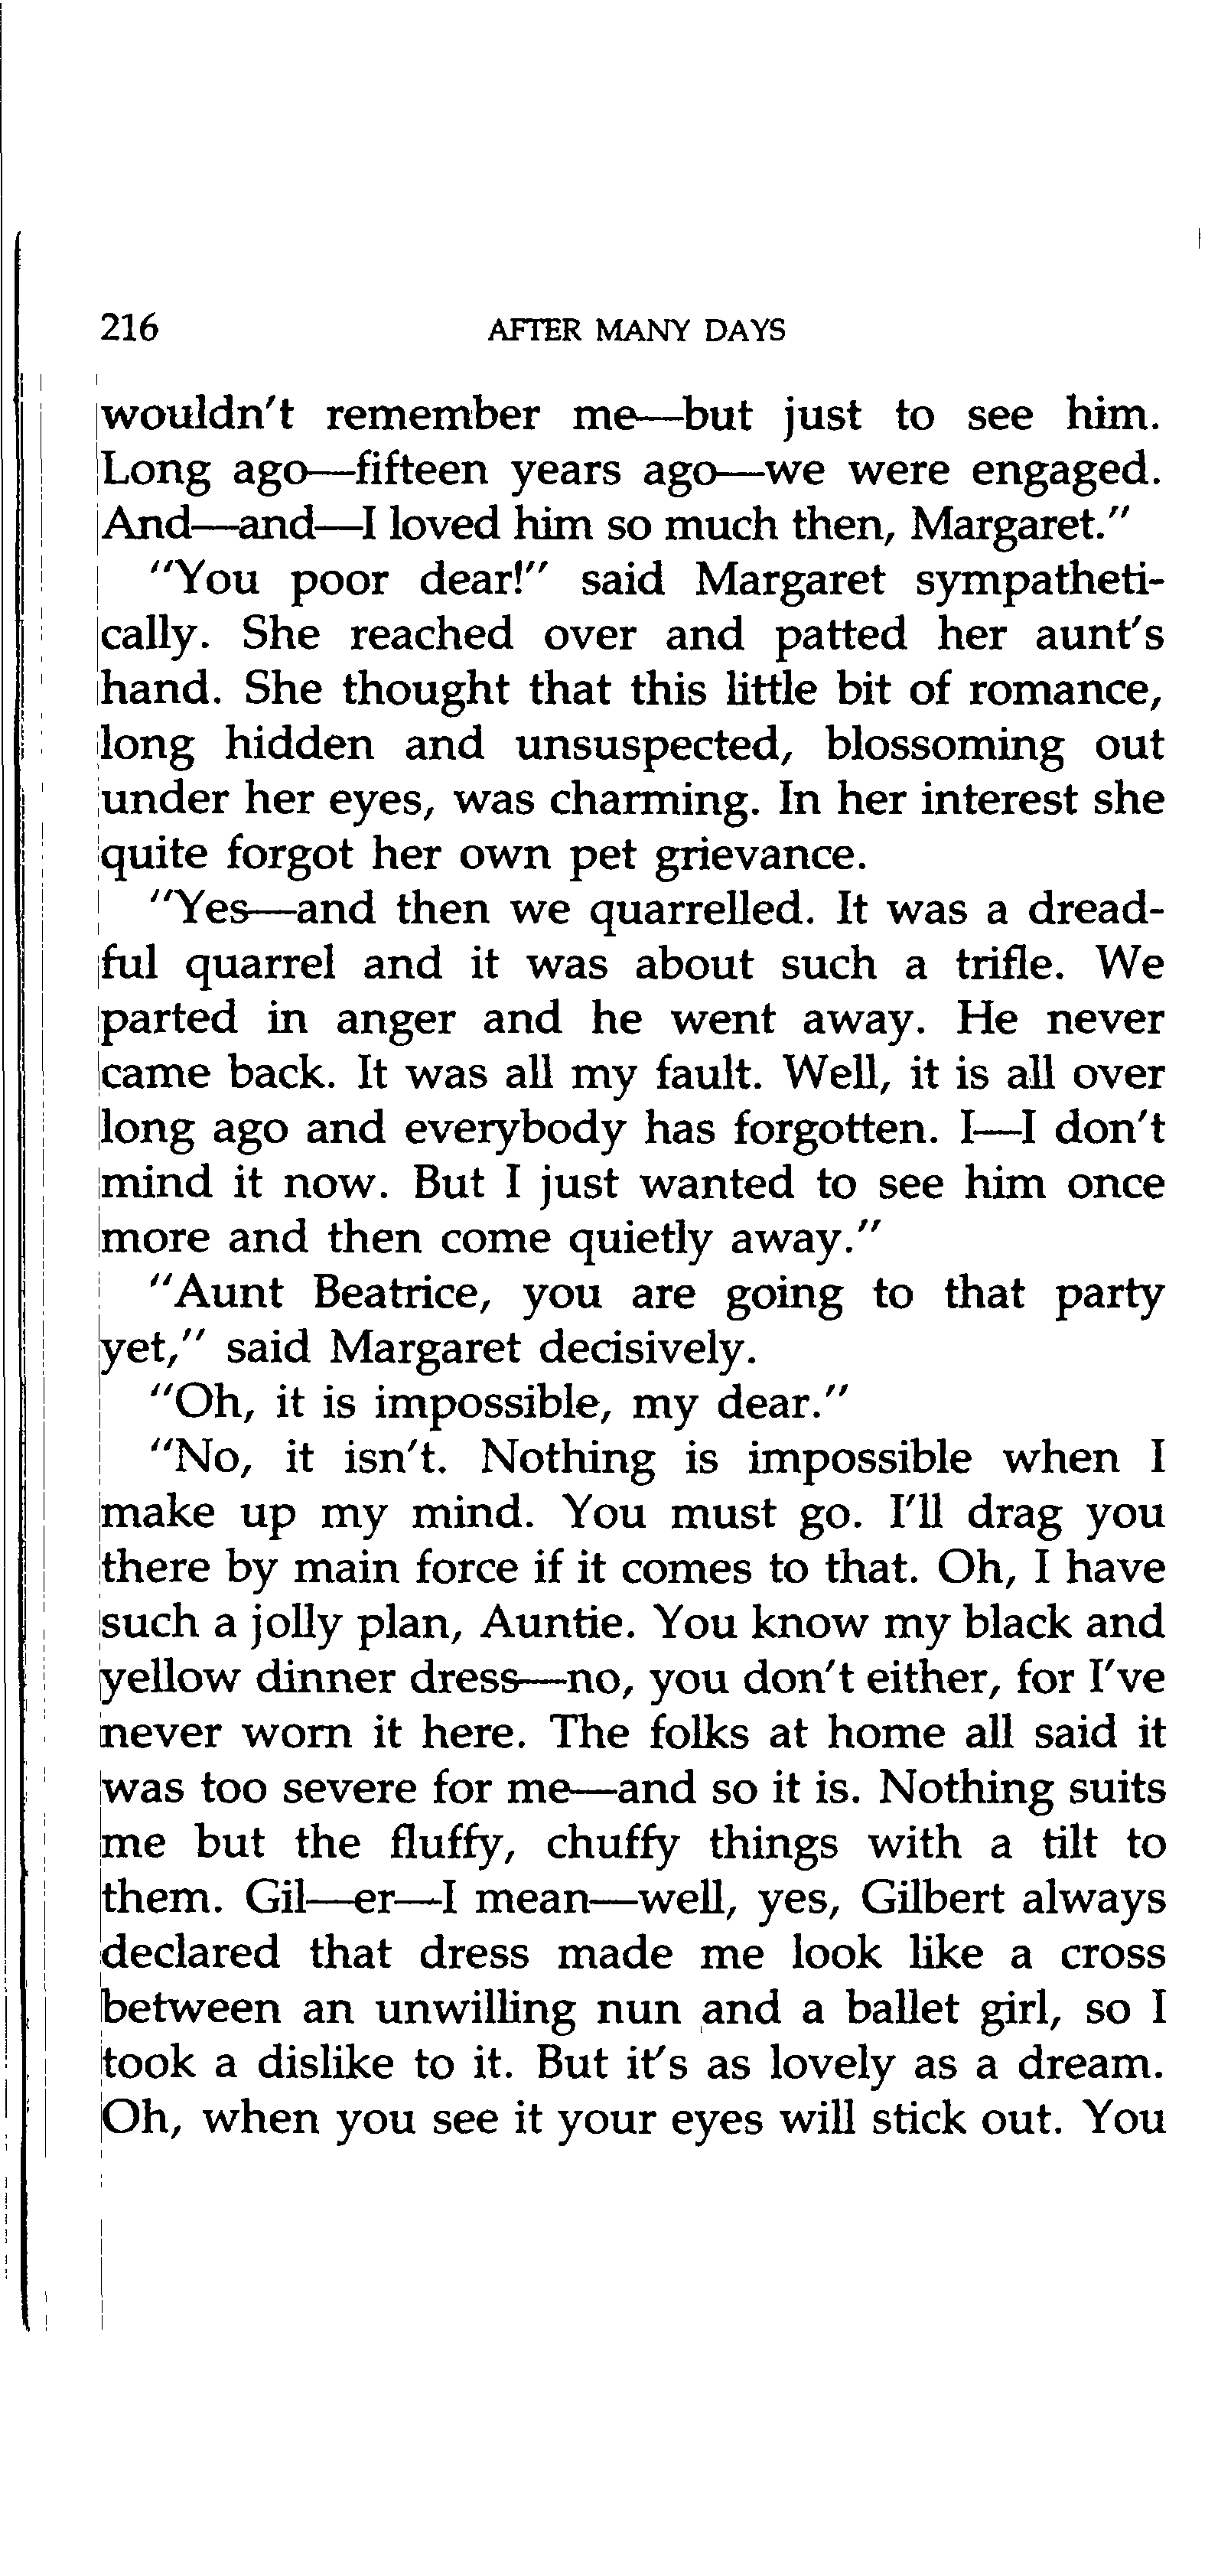 216 AFTER MANY DAYS
wouldn't remember me—but just to see him.
Long ago—fifteen years ago—we were engaged.
And—and—I loved him so much then, Margaret."
"You poor dear!" said Margaret sympatheti-
cally. She reached over and patted her aunt's
hand. She thought that this little bit of romance,
long hidden and unsuspected, blossoming out
under her eyes, was charming. In her interest she
quite forgot her own pet grievance.
"Yes—and then we quarrelled. It was a dread-
ful quarrel and it was about such a trifle. We
parted in anger and he went away. He never
came back. It was all my fault. Well, it is all over
long ago and everybody has forgotten. I—I don't
mind it now. But I just wanted to see him once
more and then come quietly away."
"Aunt Beatrice, you are going to that party
yet," said Margaret decisively.
"Oh, it is impossible, my dear."
"No, it isn't. Nothing is impossible when I
make up my mind. You must go. I'll drag you
there by main force if it comes to that. Oh, I have
such a jolly plan, Auntie. You know my black and
yellow dinner dress—no, you don't either, for I've
never worn it here. The folks at home all said it
was too severe for me—and so it is. Nothing suits
me but the fluffy, chuffy things with a tilt to
them. Gil—er—I mean—well, yes, Gilbert always
declared that dress made me look like a cross
between an unwilling nun and a ballet girl, so I
took a dislike to it. But it's as lovely as a dream.
Oh, when you see it your eyes will stick out. You